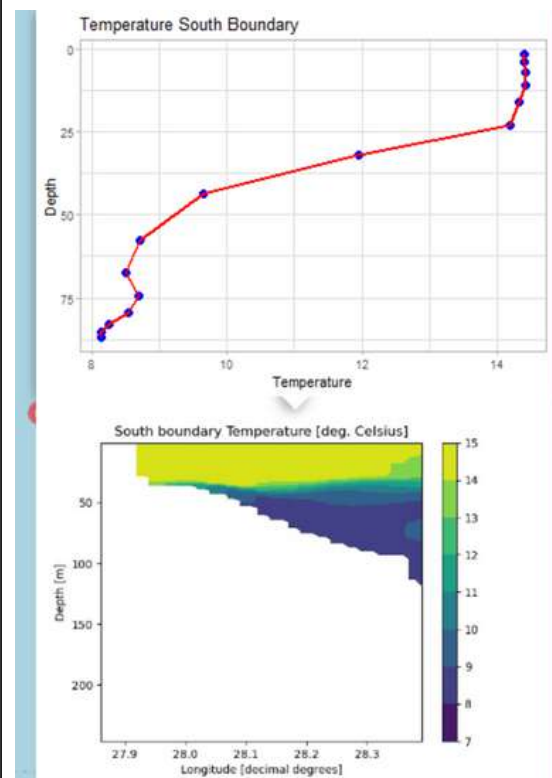 Temperature South Boundary
0
25
50
75
Depth
8 10 12 14
Temperature
South boundary Temperature [deg. Celsius]
50
100
150
200
Depth [m]
27.9 28.0 28.1 28.2 28.3
Longitude [decimal degrees]
15
14
13
12
11
10
9
8
7